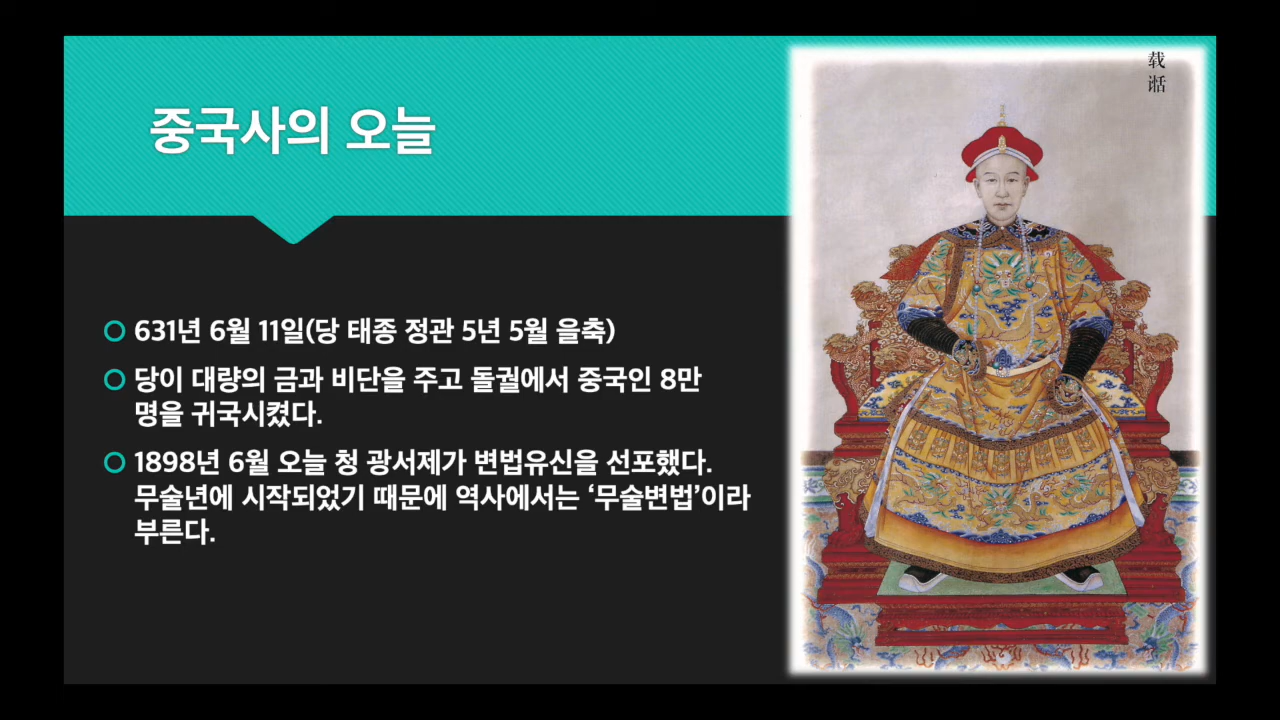 중국사의 오늘
631년 6월 11일(당 태종 정관 5년 5월 을축)
당이 대량의 금과 비단을 주고 돌궐에서 중국인 8만
명을 귀국시켰다.
1898년 6월 오늘 청 광서제가 변법유신을 선포했다.
무술년에 시작되었기 때문에 역사에서는 ‘무술변법’이라
부른다.
载
湉